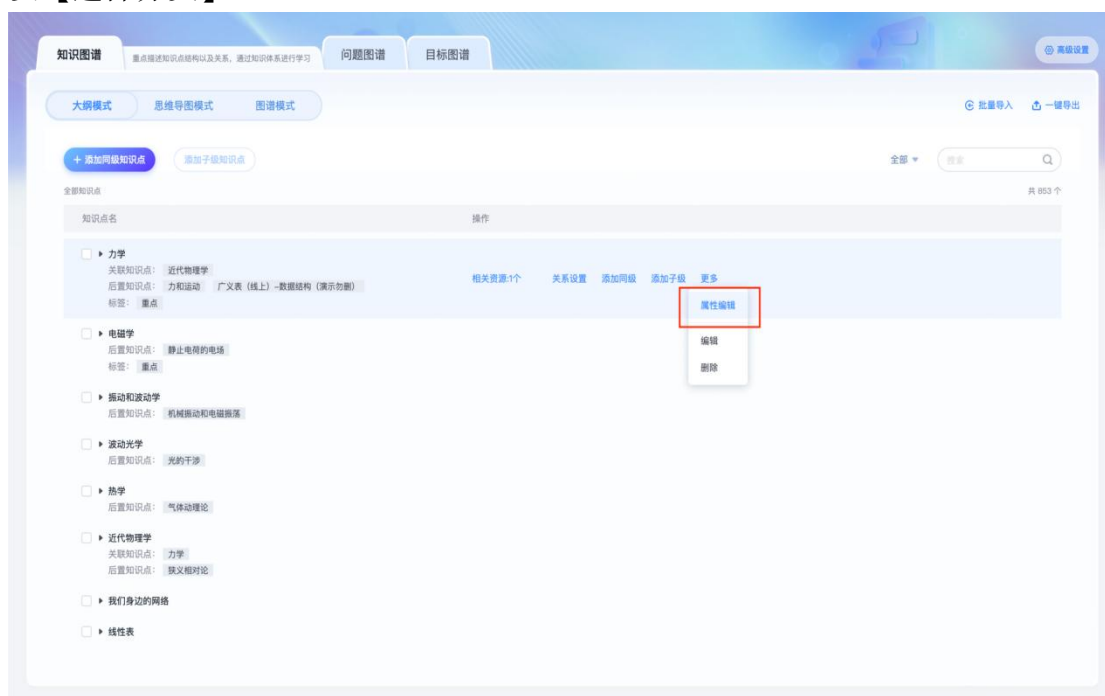 知识图谱 重点描述知识点结构以及关系，通过知识体系进行学习 问题图谱 目标图谱 高级设置
大纲模式 思维导图模式 图谱模式 批量导入 一键导出
+ 添加同级知识点 添加子级知识点 全部 搜索
全部知识点 共 853 个
知识点名 操作
力学
关联知识点： 近代物理学
相关资源:1个 关系设置 添加同级 添加子级 更多
后置知识点： 力和运动 广义表（线上）–数据结构（演示勿删）
标签： 重点
属性编辑
编辑
删除
电磁学
后置知识点： 静止电荷的电场
标签： 重点
振动和波动学
后置知识点： 机械振动和电磁振荡
波动光学
后置知识点： 光的干涉
热学
后置知识点： 气体动理论
近代物理学
关联知识点： 力学
后置知识点： 狭义相对论
我们身边的网络
线性表